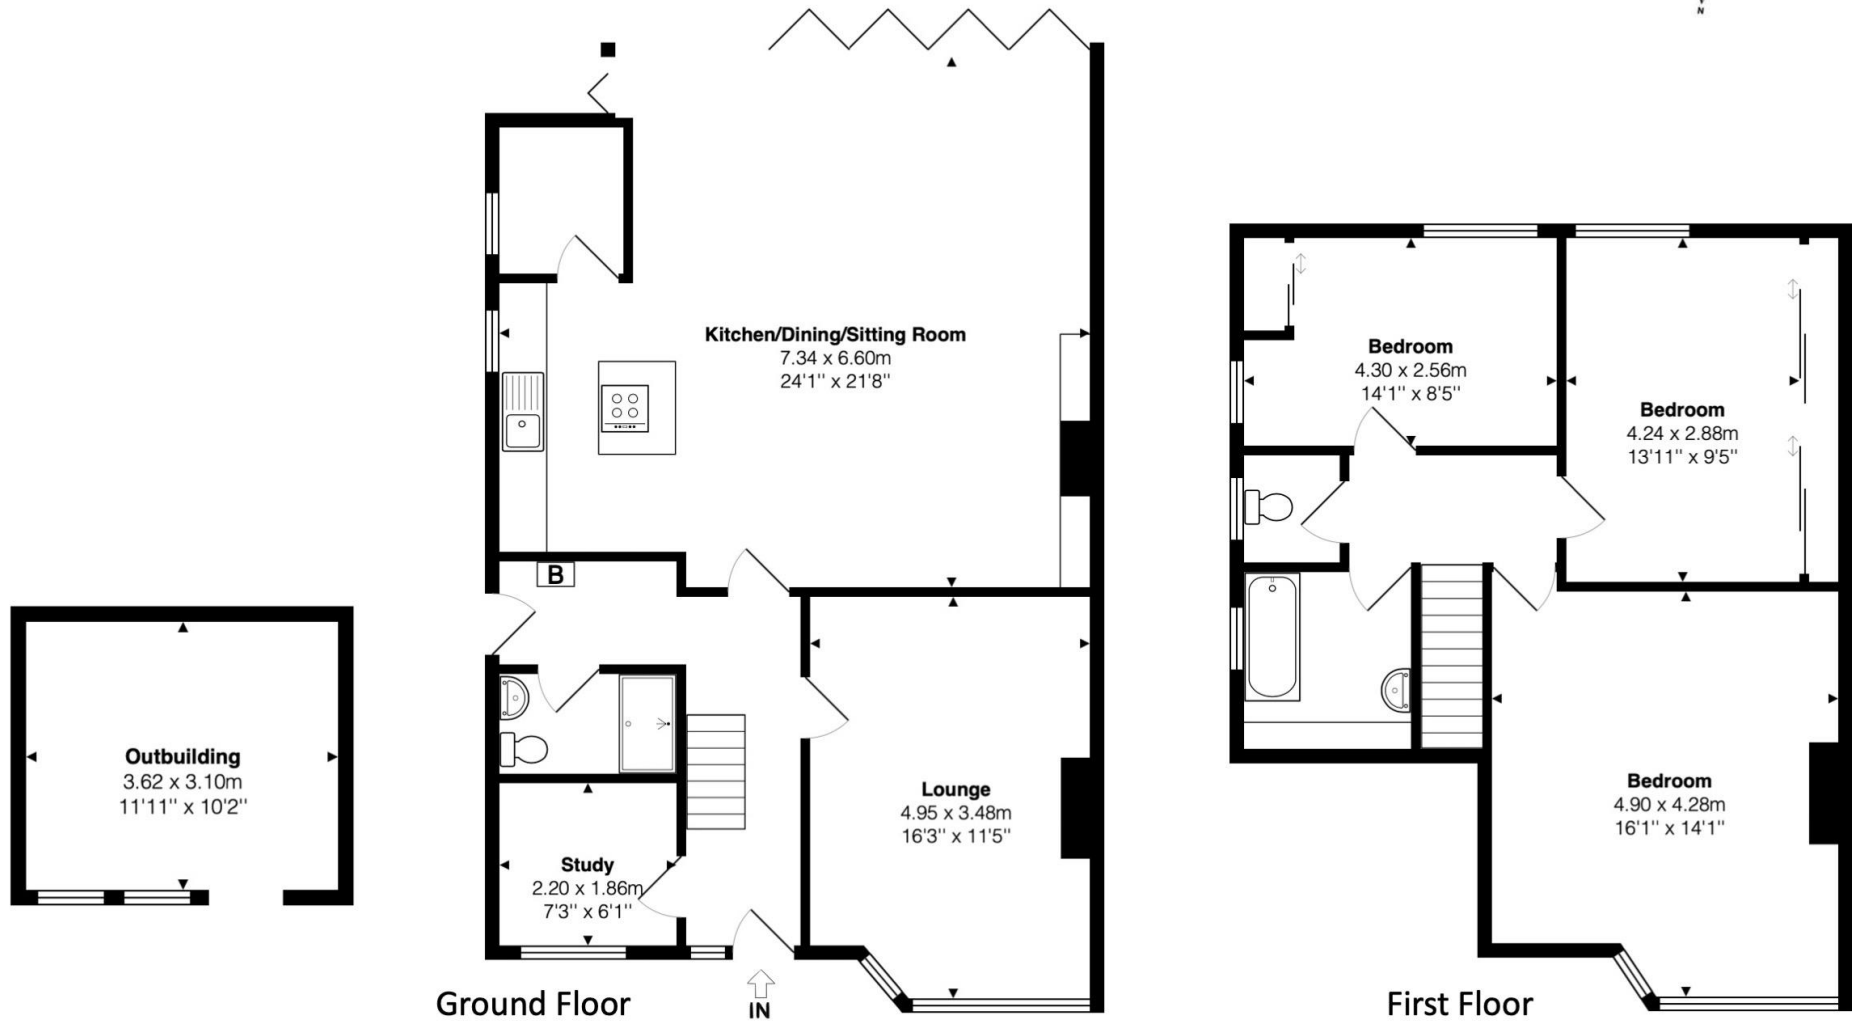 N
Kitchen/Dining/Sitting Room
7.34 x 6.60m
24'1'' x 21'8''
B
Lounge
4.95 x 3.48m
16'3'' x 11'5''
Study
2.20 x 1.86m
7'3'' x 6'1''
Outbuilding
3.62 x 3.10m
11'11'' x 10'2''
Ground Floor
IN
Bedroom
4.30 x 2.56m
14'1'' x 8'5''
Bedroom
4.24 x 2.88m
13'11'' x 9'5''
Bedroom
4.90 x 4.28m
16'1'' x 14'1''
First Floor